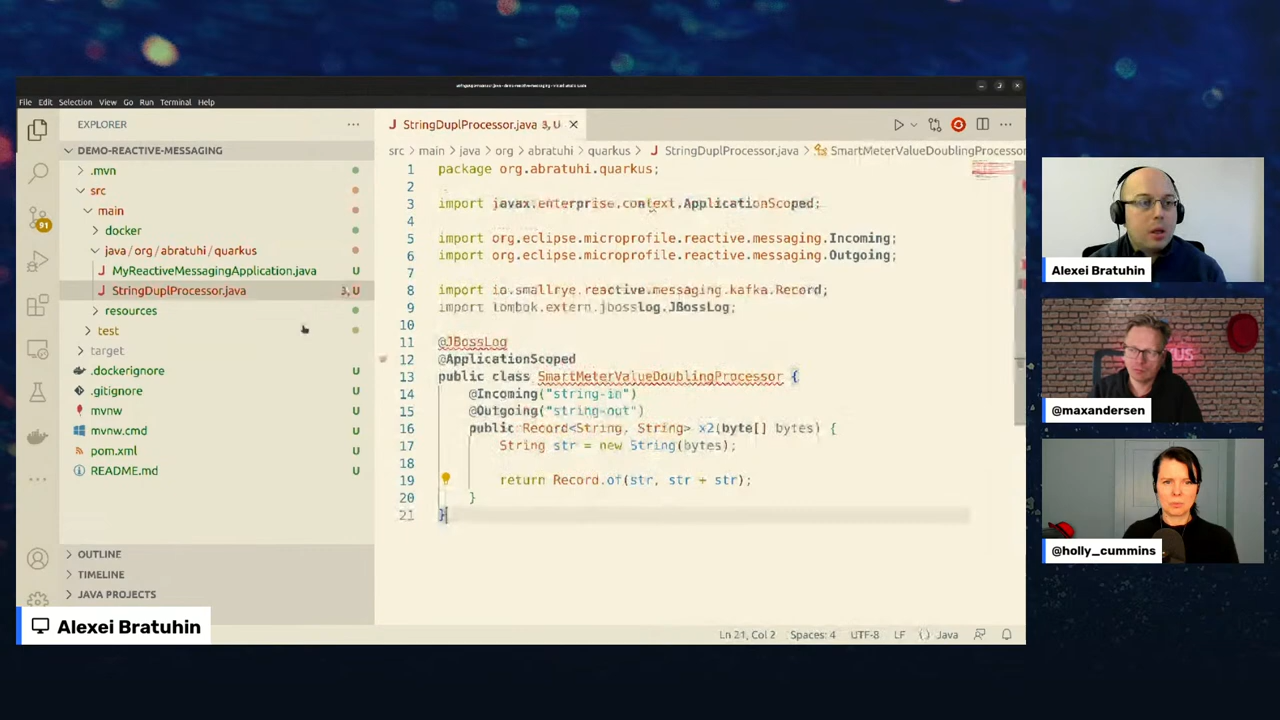 File Edit Selection View Go Run Terminal Help
EXPLORER
DEMO-REACTIVE-MESSAGING
.mvn
src
main
docker
java / org / abratuhi / quarkus
MyReactiveMessagingApplication.java U
StringDuplProcessor.java 3, U
resources
test
target
.dockerignore U
.gitignore U
mvnw U
mvnw.cmd U
pom.xml U
README.md U
OUTLINE
TIMELINE
JAVA PROJECTS
91
StringDuplProcessor.java 3, U
src > main > java > org > abratuhi > quarkus > StringDuplProcessor.java > SmartMeterValueDoublingProcessor
1 package org.abratuhi.quarkus;
2
3 import javax.enterprise.context.ApplicationScoped;
4
5 import org.eclipse.microprofile.reactive.messaging.Incoming;
6 import org.eclipse.microprofile.reactive.messaging.Outgoing;
7
8 import io.smallrye.reactive.messaging.kafka.Record;
9 import lombok.extern.jbosslog.JBossLog;
10
11 @JBossLog
12 @ApplicationScoped
13 public class SmartMeterValueDoublingProcessor {
14 @Incoming("string-in")
15 @Outgoing("string-out")
16 public Record<String, String> x2(byte[] bytes) {
17 String str = new String(bytes);
18
19 return Record.of(str, str + str);
20 }
21 }
Ln 21, Col 2 Spaces: 4 UTF-8 LF Java
Alexei Bratuhin
Alexei Bratuhin
@maxandersen
@holly_cummins